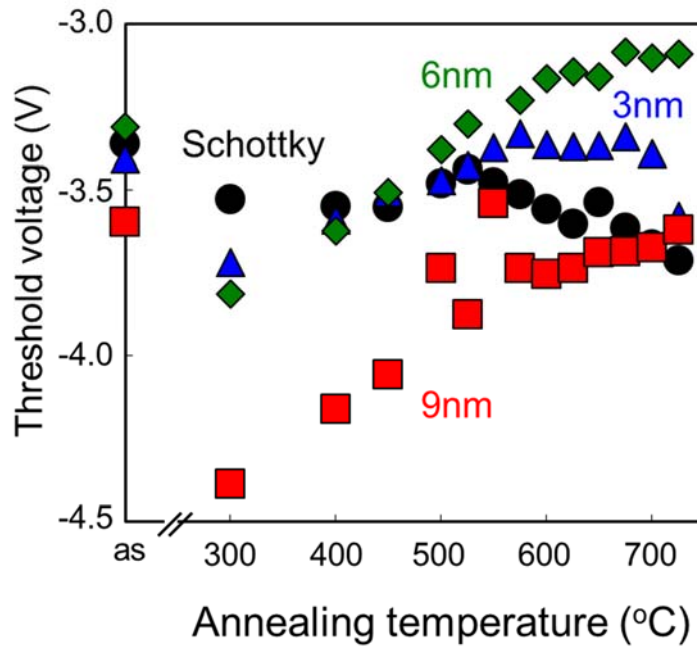 -3.0
6nm
3nm
Schottky
-3.5
Threshold voltage (V)
-4.0
9nm
-4.5
as 300 400 500 600 700
Annealing temperature (oC)